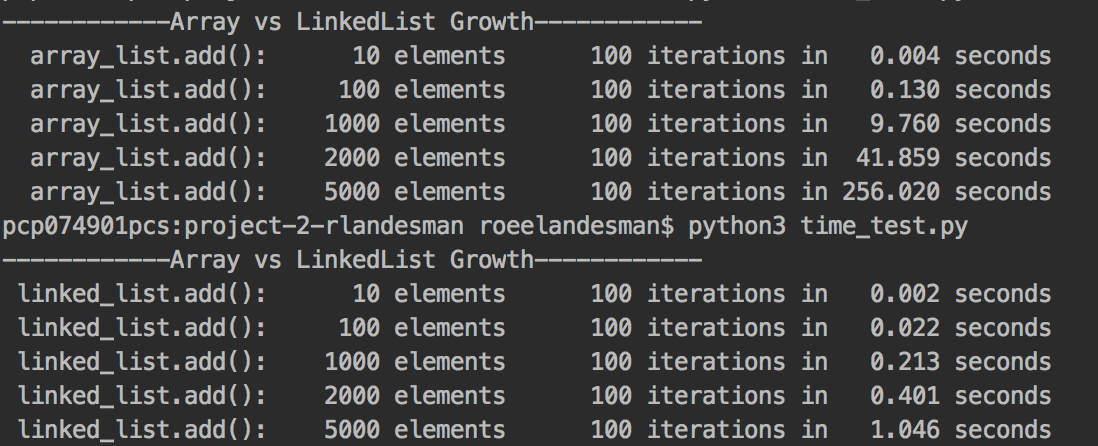 ------------Array vs LinkedList Growth------------
array_list.add(): 10 elements 100 iterations in 0.004 seconds
array_list.add(): 100 elements 100 iterations in 0.130 seconds
array_list.add(): 1000 elements 100 iterations in 9.760 seconds
array_list.add(): 2000 elements 100 iterations in 41.859 seconds
array_list.add(): 5000 elements 100 iterations in 256.020 seconds
pcp074901pcs:project-2-rlandesman roeelandesman$ python3 time_test.py
------------Array vs LinkedList Growth------------
linked_list.add(): 10 elements 100 iterations in 0.002 seconds
linked_list.add(): 100 elements 100 iterations in 0.022 seconds
linked_list.add(): 1000 elements 100 iterations in 0.213 seconds
linked_list.add(): 2000 elements 100 iterations in 0.401 seconds
linked_list.add(): 5000 elements 100 iterations in 1.046 seconds